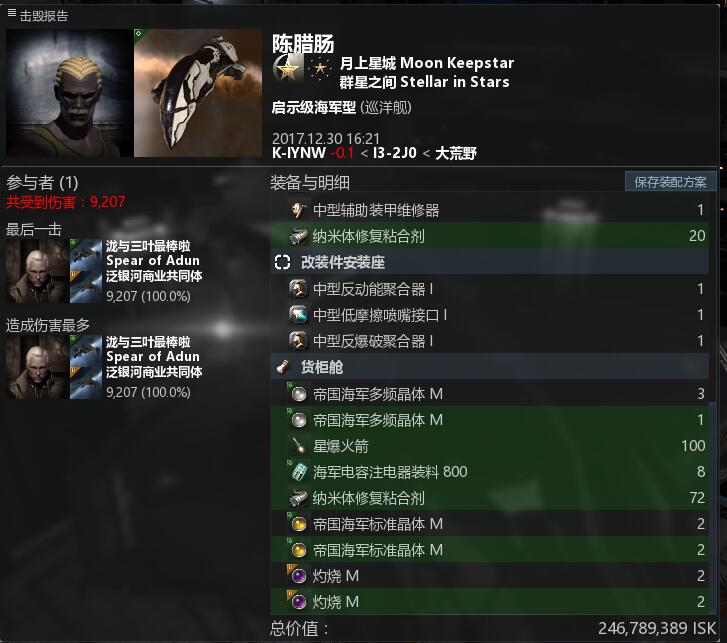 击毁报告
陈腊肠
月上星城 Moon Keepstar
群星之间 Stellar in Stars
启示级海军型 (巡洋舰)
2017.12.30 16:21
K-IYNW -0.1 < I3-2J0 < 大荒野
参与者 (1)
共受到伤害：9,207
最后一击
泷与三叶最棒啦
Spear of Adun
泛银河商业共同体
9,207 (100.0%)
造成伤害最多
泷与三叶最棒啦
Spear of Adun
泛银河商业共同体
9,207 (100.0%)
装备与明细
保存装配方案
中型辅助装甲维修器 1
纳米体修复粘合剂 20
改装件安装座
中型反动能聚合器 I 1
中型低摩擦喷嘴接口 I 1
中型反爆破聚合器 I 1
货柜舱
帝国海军多频晶体 M 3
帝国海军多频晶体 M 1
星爆火箭 100
海军电容注电器装料 800 8
纳米体修复粘合剂 72
帝国海军标准晶体 M 2
帝国海军标准晶体 M 2
灼烧 M 2
灼烧 M 2
总价值： 246,789,389 ISK